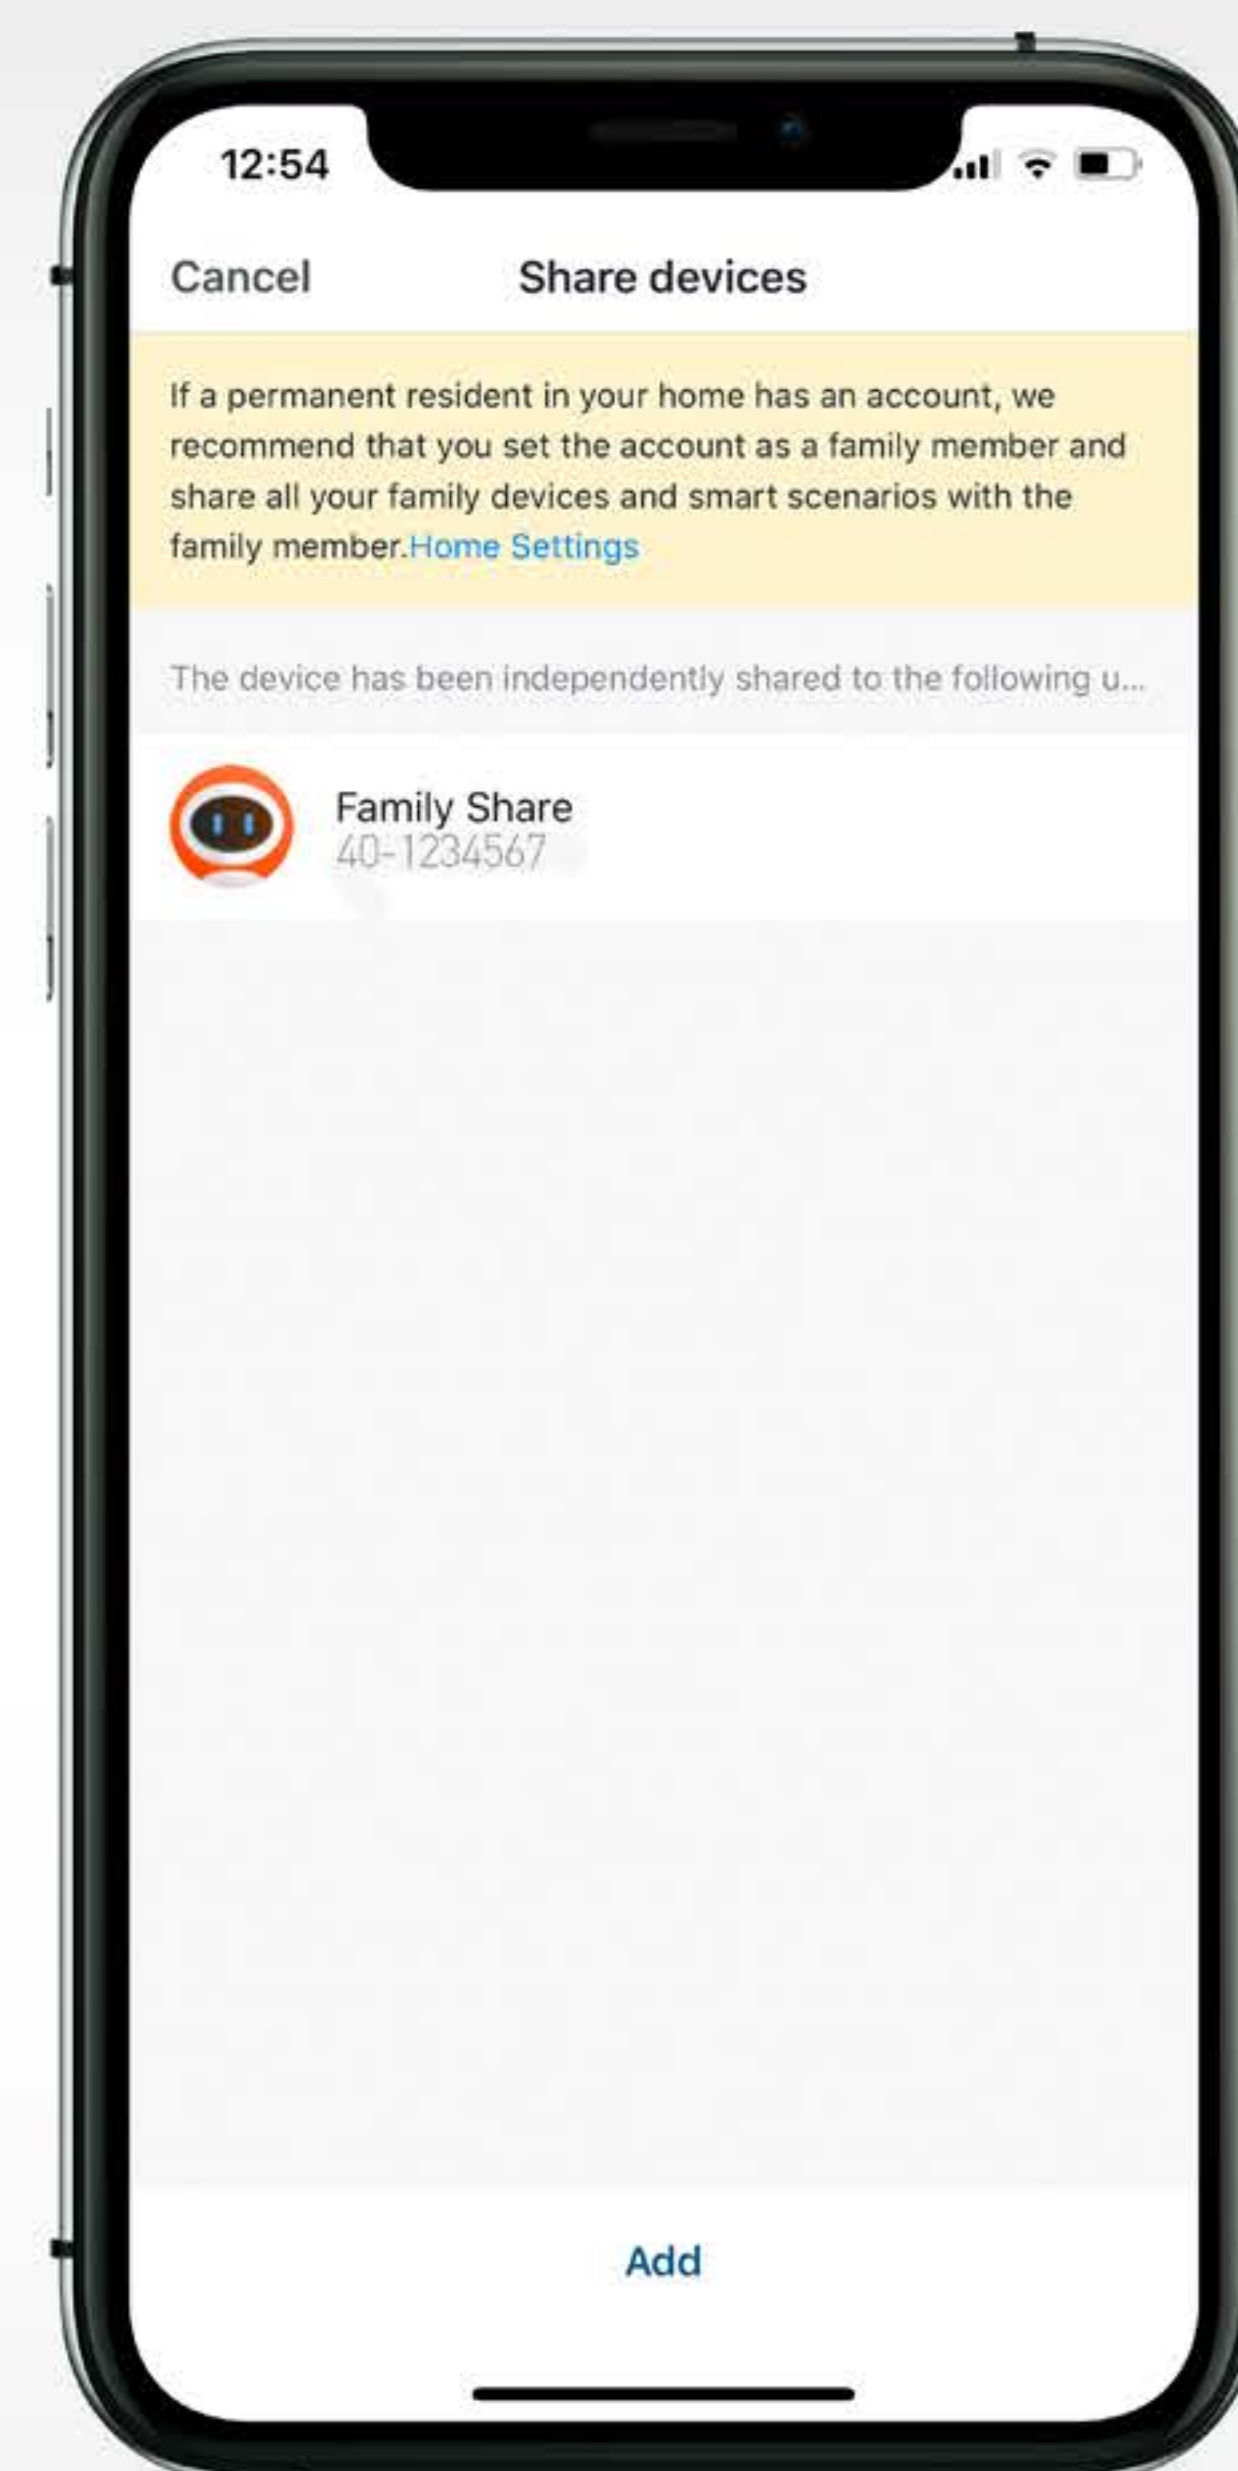 12:54
Cancel Share devices
If a permanent resident in your home has an account, we
recommend that you set the account as a family member and
share all your family devices and smart scenarios with the
family member.Home Settings
The device has been independently shared to the following u...
Family Share
40-1234567
Add